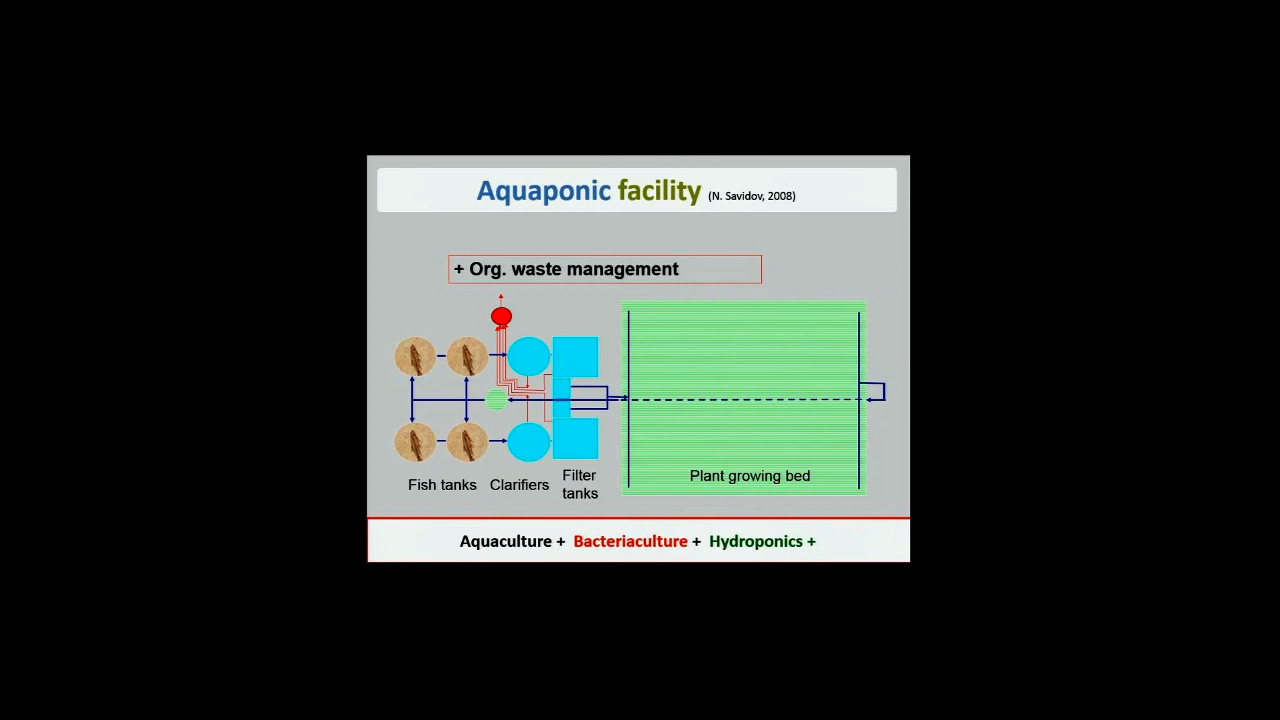 Aquaponic facility (N. Savidov, 2008)
+ Org. waste management
Fish tanks
Clarifiers
Filter
tanks
Plant growing bed
Aquaculture + Bacteriaculture + Hydroponics +